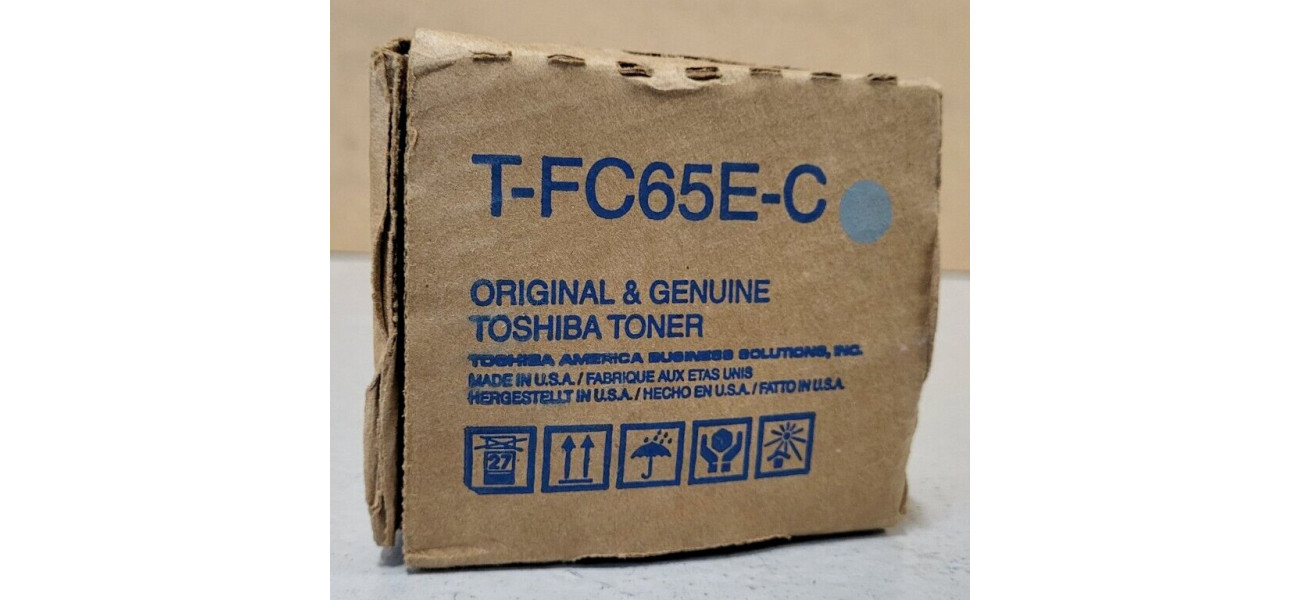 T-FC65E-C
ORIGINAL & GENUINE
TOSHIBA TONER
TOSHIBA AMERICA BUSINESS SOLUTIONS, INC.
MADE IN U.S.A. / FABRIQUE AUX ETAS UNIS
HERGESTELLT IN U.S.A. / HECHO EN U.S.A. / FATTO IN U.S.A.
27